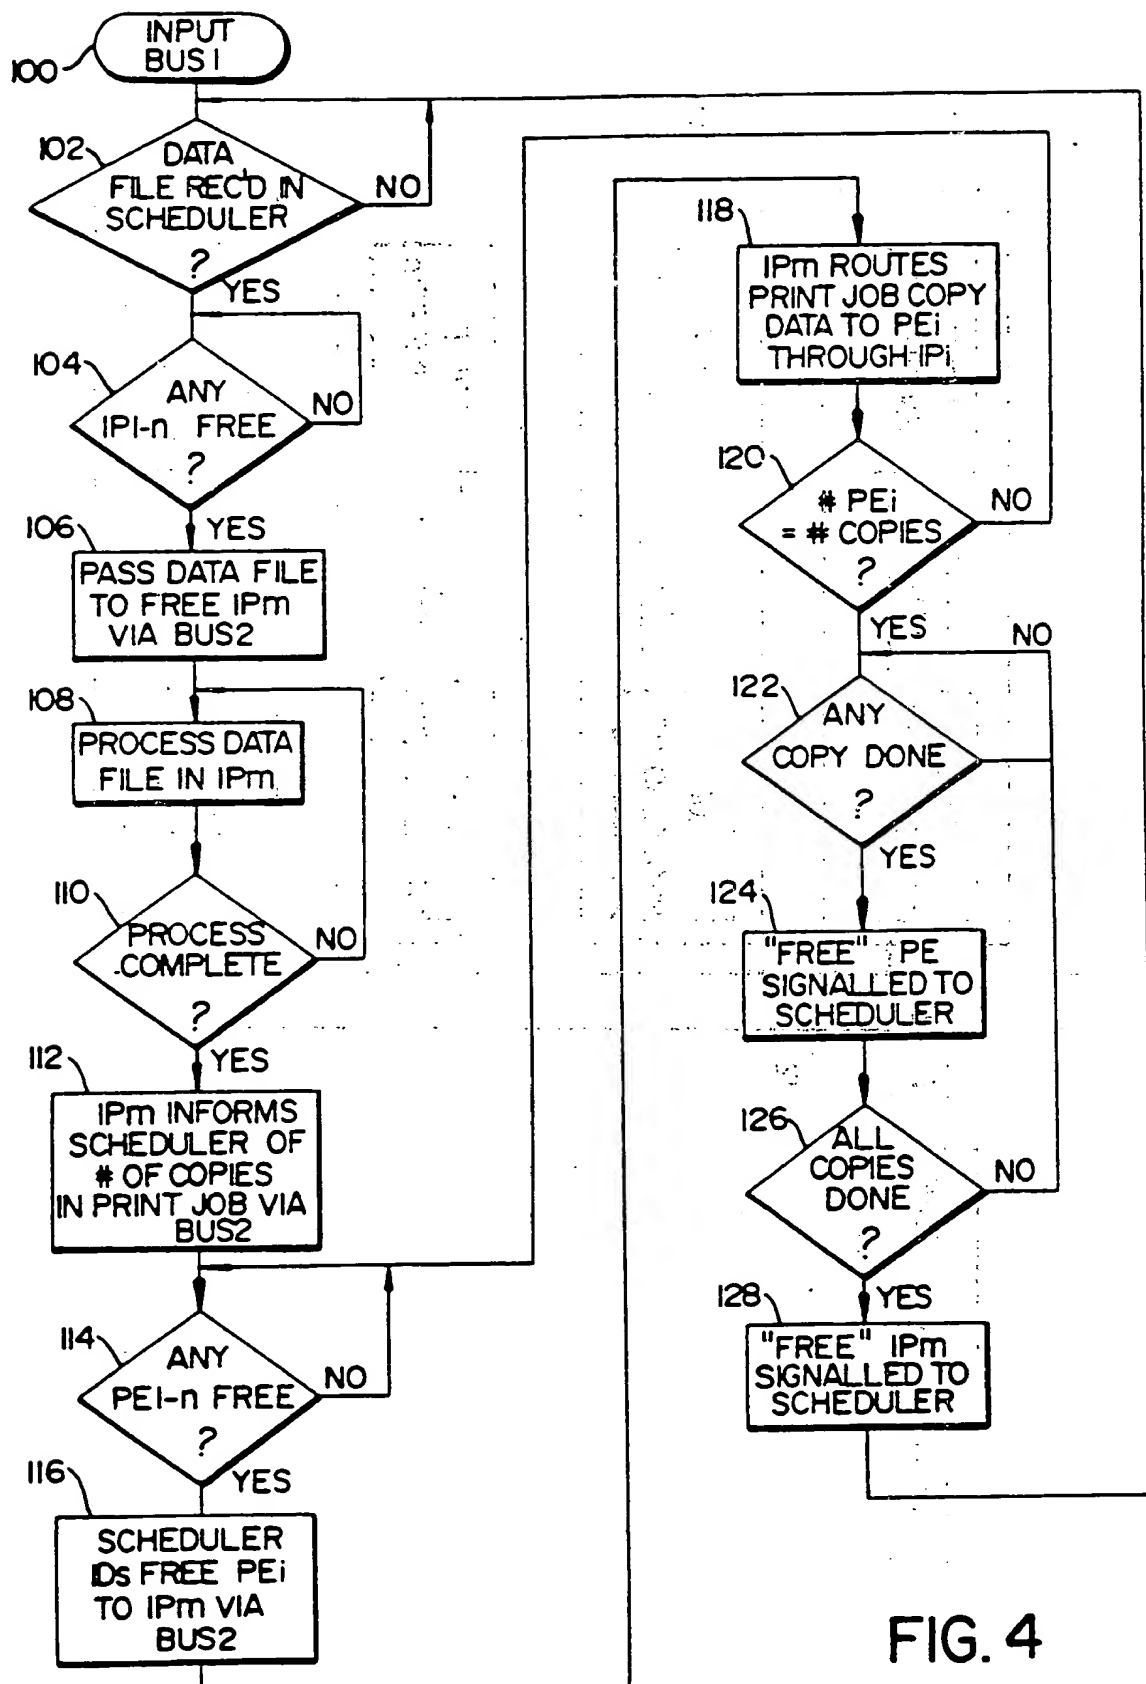 INPUT
BUS1
100
102
DATA
FILE REC'D IN
SCHEDULER
?
NO
YES
104
ANY
IPI-n FREE
?
NO
YES
106
PASS DATA FILE
TO FREE IPm
VIA BUS2
108
PROCESS DATA
FILE IN IPm
110
PROCESS
COMPLETE
?
NO
YES
112
IPm INFORMS
SCHEDULER OF
# OF COPIES
IN PRINT JOB VIA
BUS2
114
ANY
PEI-n FREE
?
NO
YES
116
SCHEDULER
IDs FREE PEi
TO IPm VIA
BUS2
118
IPm ROUTES
PRINT JOB COPY
DATA TO PEi
THROUGH IPi
120
# PEi
= # COPIES
?
NO
YES
122
ANY
COPY DONE
?
NO
YES
124
"FREE" PE
SIGNALLED TO
SCHEDULER
126
ALL
COPIES
DONE
?
NO
YES
128
"FREE" IPm
SIGNALLED TO
SCHEDULER
FIG. 4